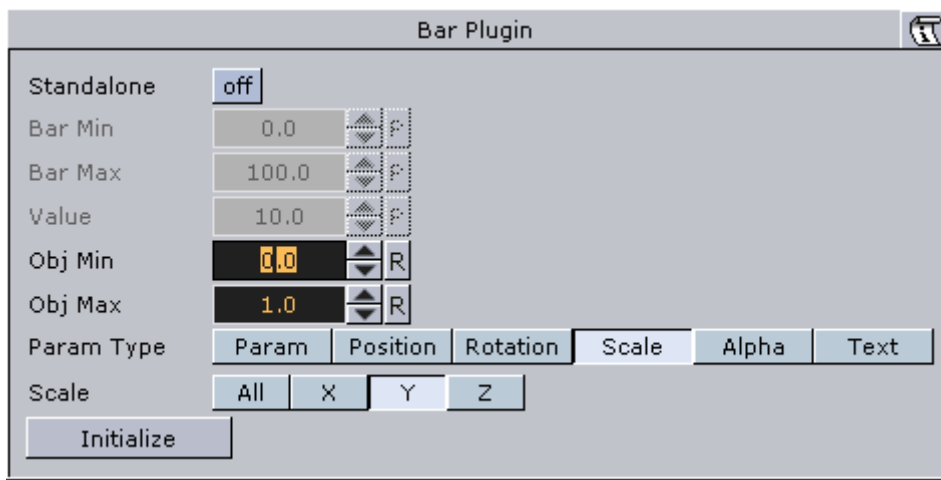 Bar Plugin
Standalone off
Bar Min 0.0
Bar Max 100.0
Value 10.0
Obj Min 0.0 R
Obj Max 1.0 R
Param Type Param Position Rotation Scale Alpha Text
Scale All X Y Z
Initialize